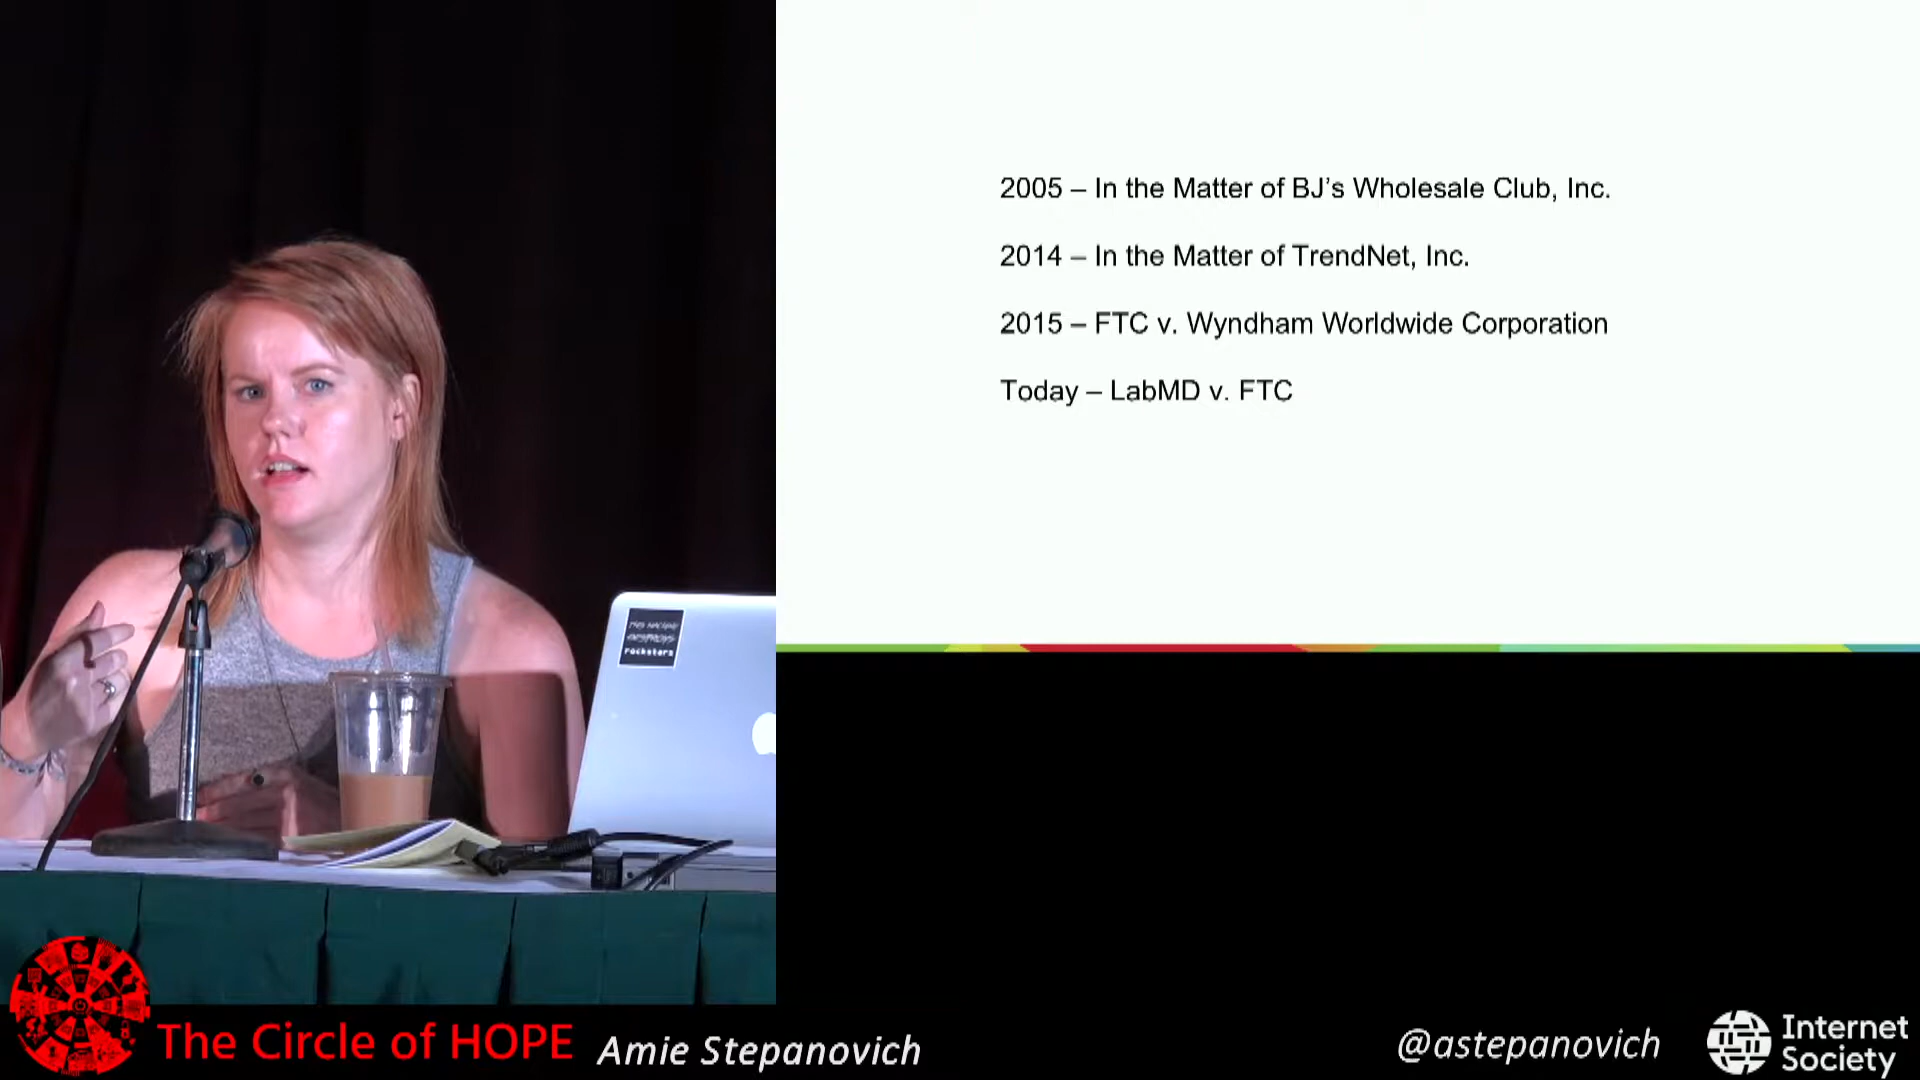 2005 – In the Matter of BJ's Wholesale Club, Inc.
2014 – In the Matter of TrendNet, Inc.
2015 – FTC v. Wyndham Worldwide Corporation
Today – LabMD v. FTC
rockstars
The Circle of HOPE
Amie Stepanovich
@astepanovich
Internet
Society